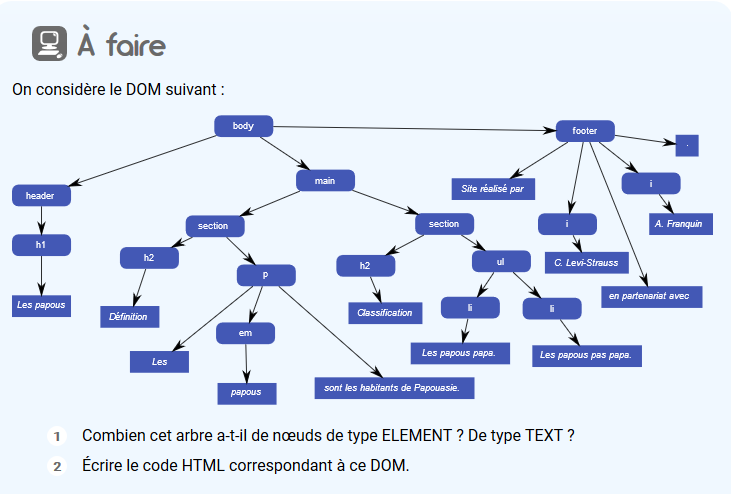 À faire
On considère le DOM suivant :
body
footer
.
header
main
Site réalisé par
i
h1
section
section
i
A. Franquin
h2
p
h2
ul
C. Levi-Strauss
Les papous
Définition
Classification
li
li
en partenariat avec
Les
em
Les papous papa.
Les papous pas papa.
papous
sont les habitants de Papouasie.
1 Combien cet arbre a-t-il de nœuds de type ELEMENT ? De type TEXT ?
2 Écrire le code HTML correspondant à ce DOM.